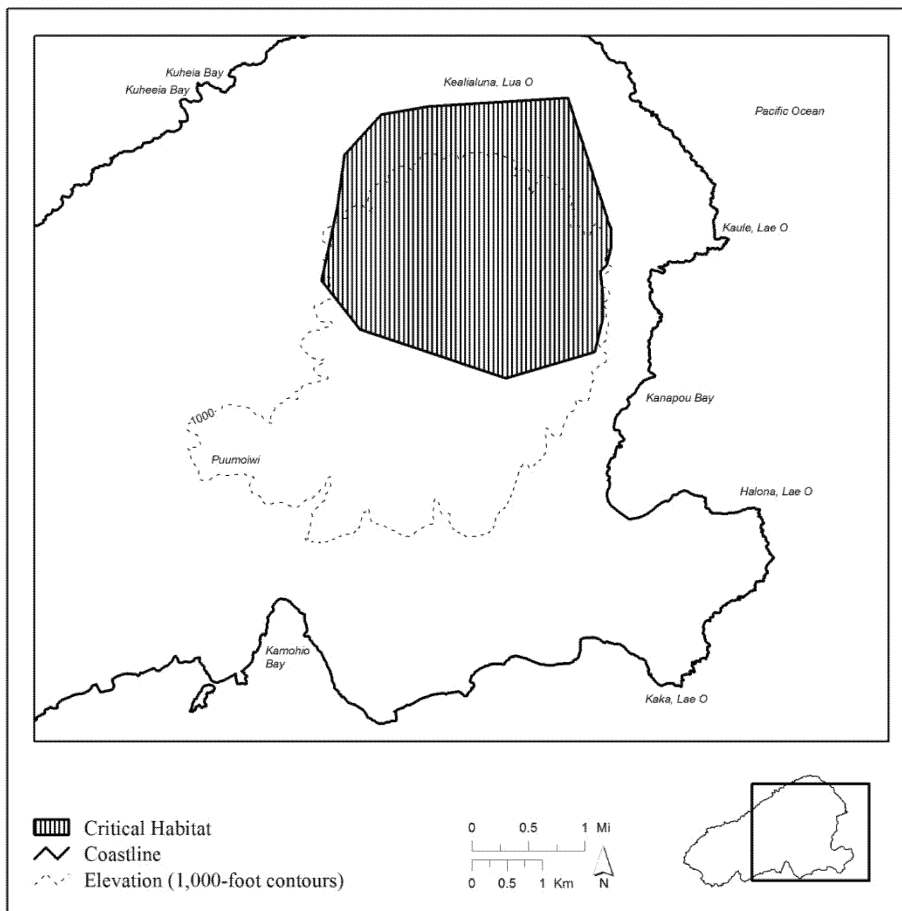 Kuheia Bay
Kuheeia Bay
Kealialuna, Lua O
Pacific Ocean
Kaule, Lae O
Kanapou Bay
1000
Puumoiwi
Halona, Lae O
Kamohio
Bay
Kaka, Lae O
Critical Habitat
Coastline
Elevation (1,000-foot contours)
0 0.5 1 Mi
0 0.5 1 Km
N